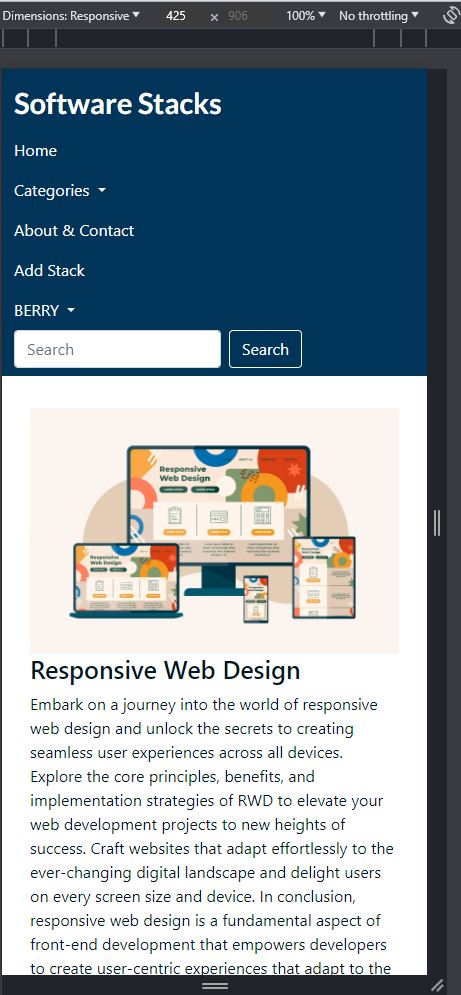 Dimensions: Responsive ▼ 425 × 906 100% ▼ No throttling ▼
Software Stacks
Home
Categories
About & Contact
Add Stack
BERRY
Search Search
Responsive
Web Design
Responsive
Web Design
Responsive Web Design
Embark on a journey into the world of responsive
web design and unlock the secrets to creating
seamless user experiences across all devices.
Explore the core principles, benefits, and
implementation strategies of RWD to elevate your
web development projects to new heights of
success. Craft websites that adapt effortlessly to the
ever-changing digital landscape and delight users
on every screen size and device. In conclusion,
responsive web design is a fundamental aspect of
front-end development that empowers developers
to create user-centric experiences that adapt to the